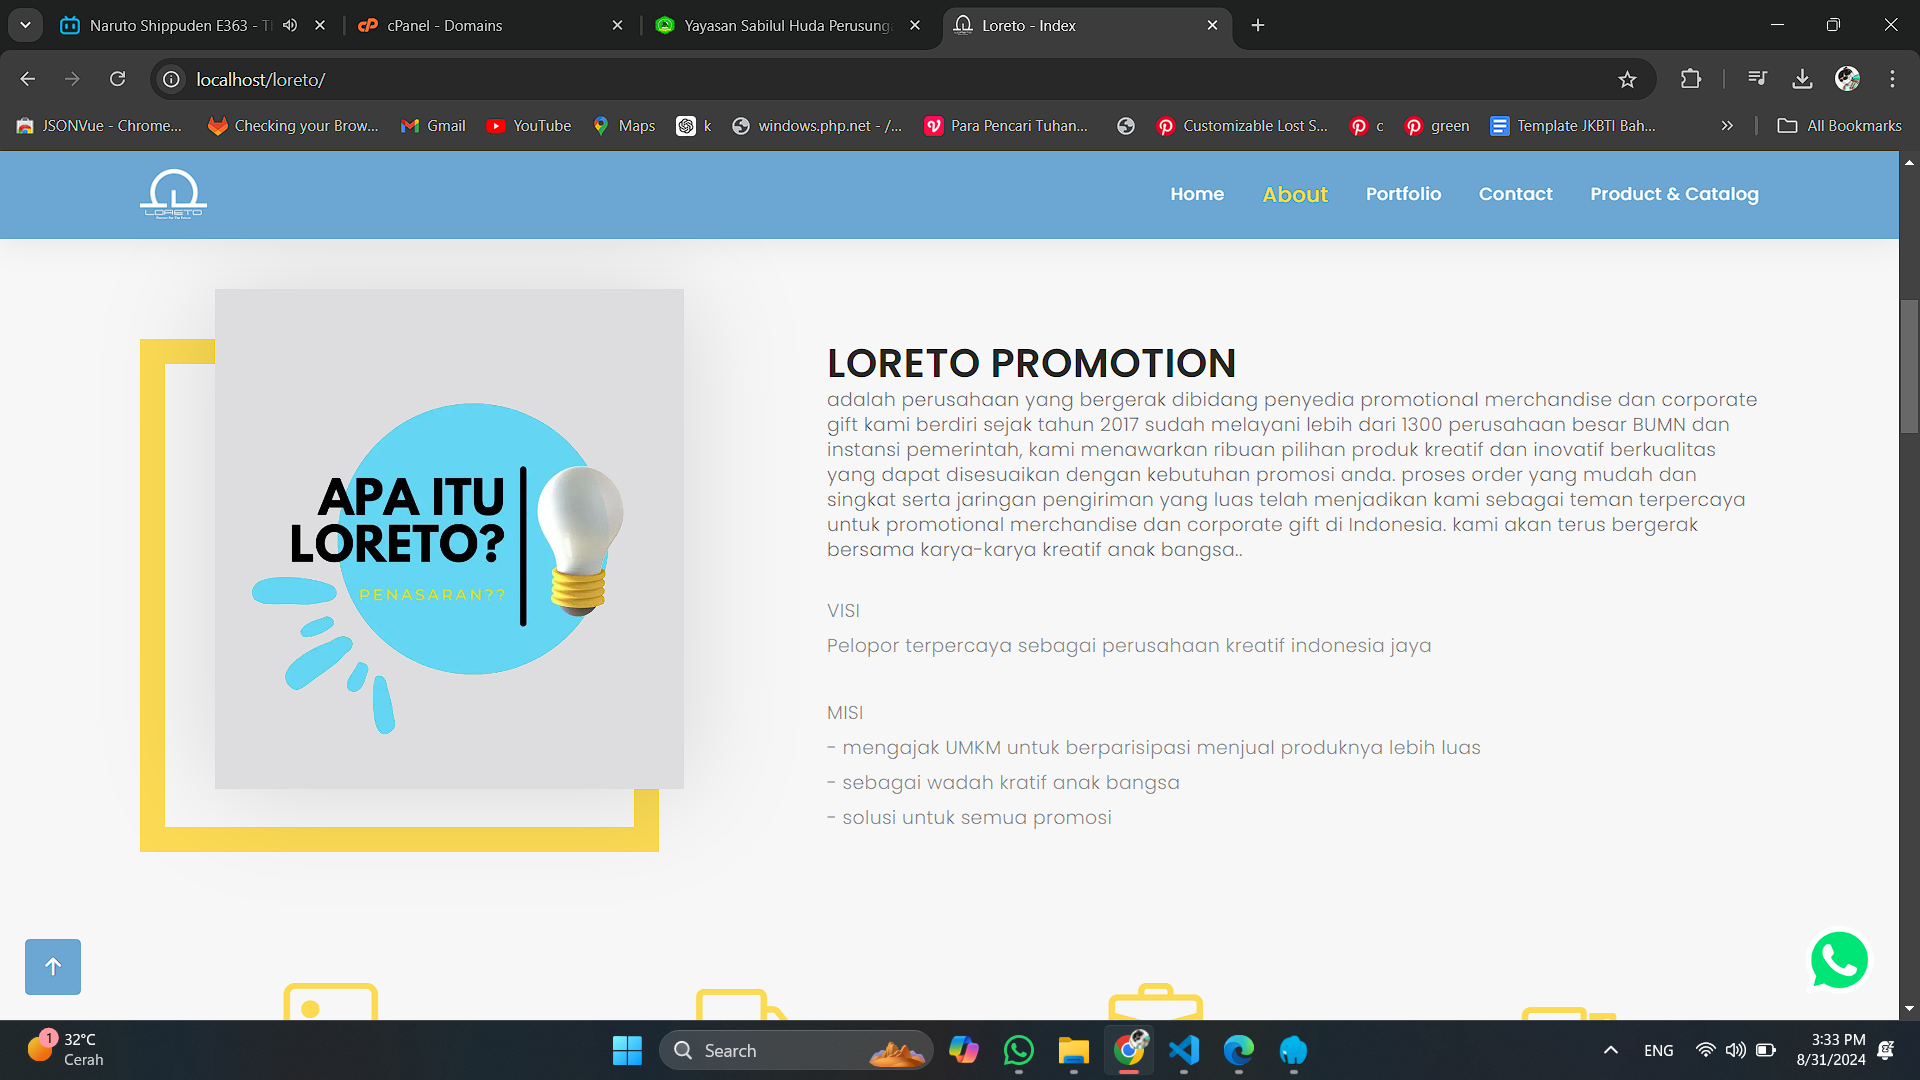 Naruto Shippuden E363 - Th
cPanel - Domains
Yayasan Sabilul Huda Perusunga
Loreto - Index
localhost/loreto/
JSONVue - Chrome...
Checking your Brow...
Gmail
YouTube
Maps
k
windows.php.net - /...
Para Pencari Tuhan...
Customizable Lost S...
c
green
Template JKBTI Bah...
All Bookmarks
LORETO
Home
About
Portfolio
Contact
Product & Catalog
APA ITU
LORETO?
PENASARAN??
LORETO PROMOTION
adalah perusahaan yang bergerak dibidang penyedia promotional merchandise dan corporate
gift kami berdiri sejak tahun 2017 sudah melayani lebih dari 1300 perusahaan besar BUMN dan
instansi pemerintah, kami menawarkan ribuan pilihan produk kreatif dan inovatif berkualitas
yang dapat disesuaikan dengan kebutuhan promosi anda. proses order yang mudah dan
singkat serta jaringan pengiriman yang luas telah menjadikan kami sebagai teman terpercaya
untuk promotional merchandise dan corporate gift di Indonesia. kami akan terus bergerak
bersama karya-karya kreatif anak bangsa..
VISI
Pelopor terpercaya sebagai perusahaan kreatif indonesia jaya
MISI
- mengajak UMKM untuk berparisipasi menjual produknya lebih luas
- sebagai wadah kratif anak bangsa
- solusi untuk semua promosi
1
32°C
Cerah
Search
ENG
3:33 PM
8/31/2024